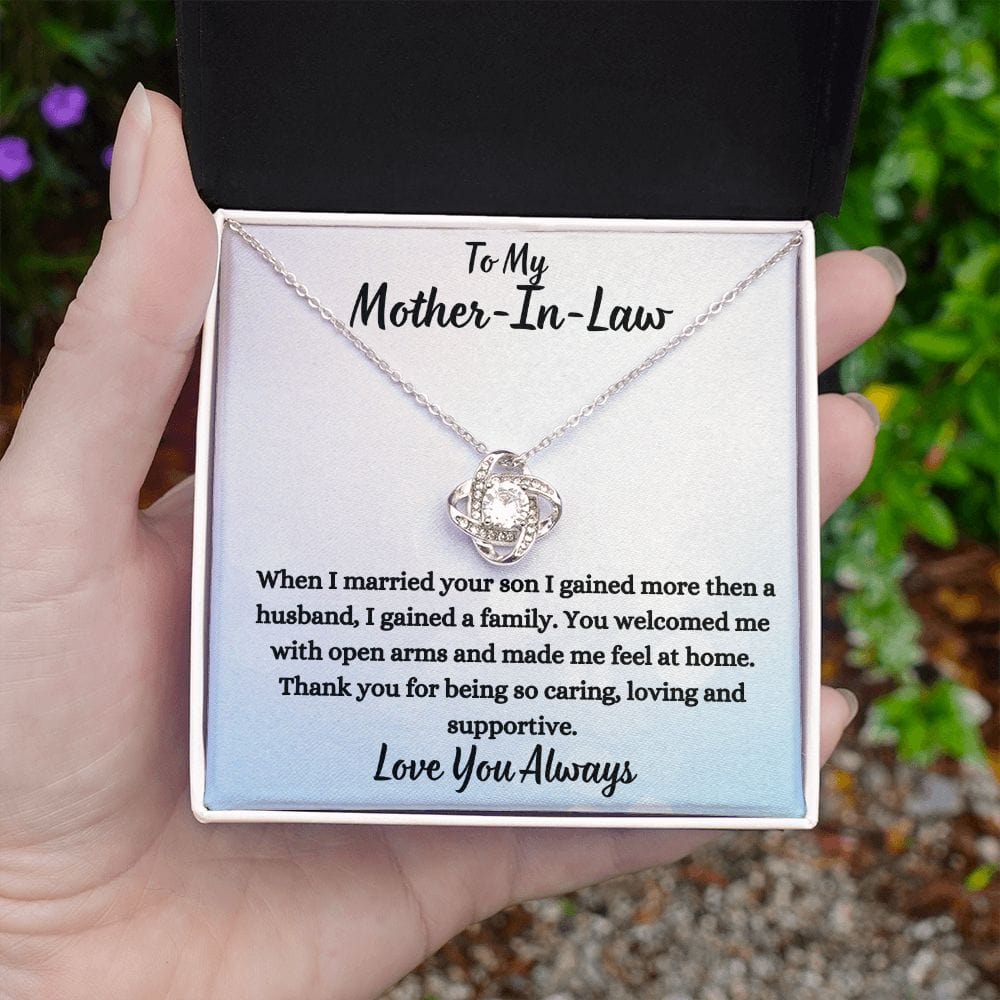 To My
Mother-In-Law
When I married your son I gained more then a
husband, I gained a family. You welcomed me
with open arms and made me feel at home.
Thank you for being so caring, loving and
supportive.
Love You Always